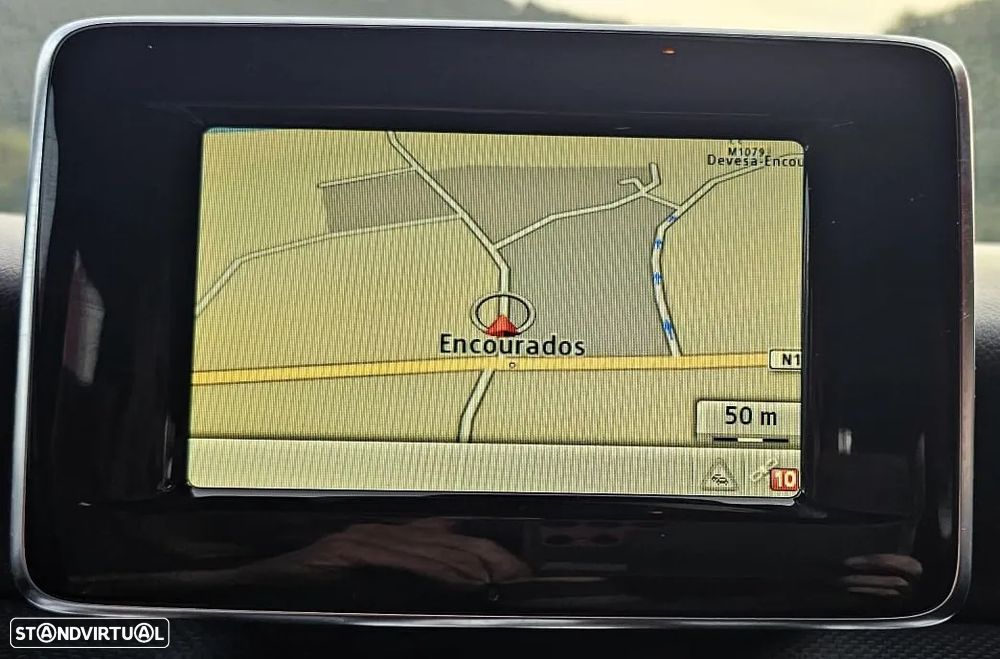 M1079
Devesa-Encou
Encourados
N1
50 m
10
STANDVIRTUAL